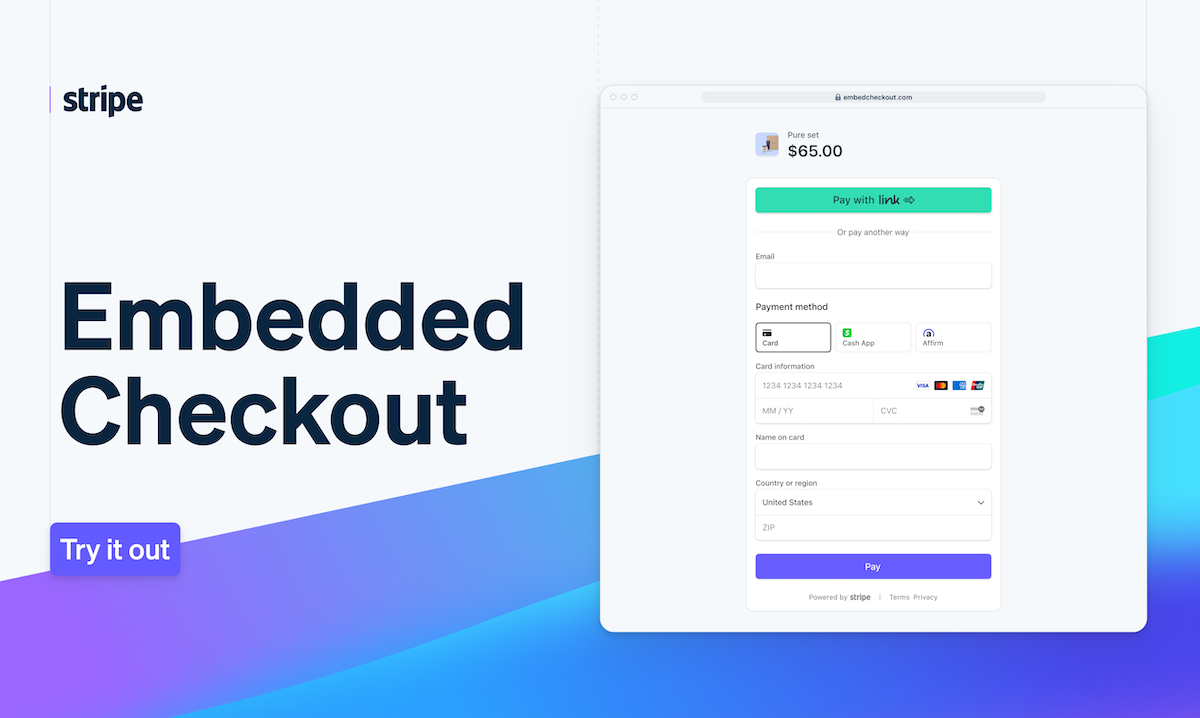 stripe
Embedded
Checkout
Try it out
embedcheckout.com
Pure set
$65.00
Pay with link
Or pay another way
Email
Payment method
Card
Cash App
Affirm
Card information
1234 1234 1234 1234
VISA
MM / YY
CVC
Name on card
Country or region
United States
ZIP
Pay
Powered by stripe | Terms Privacy